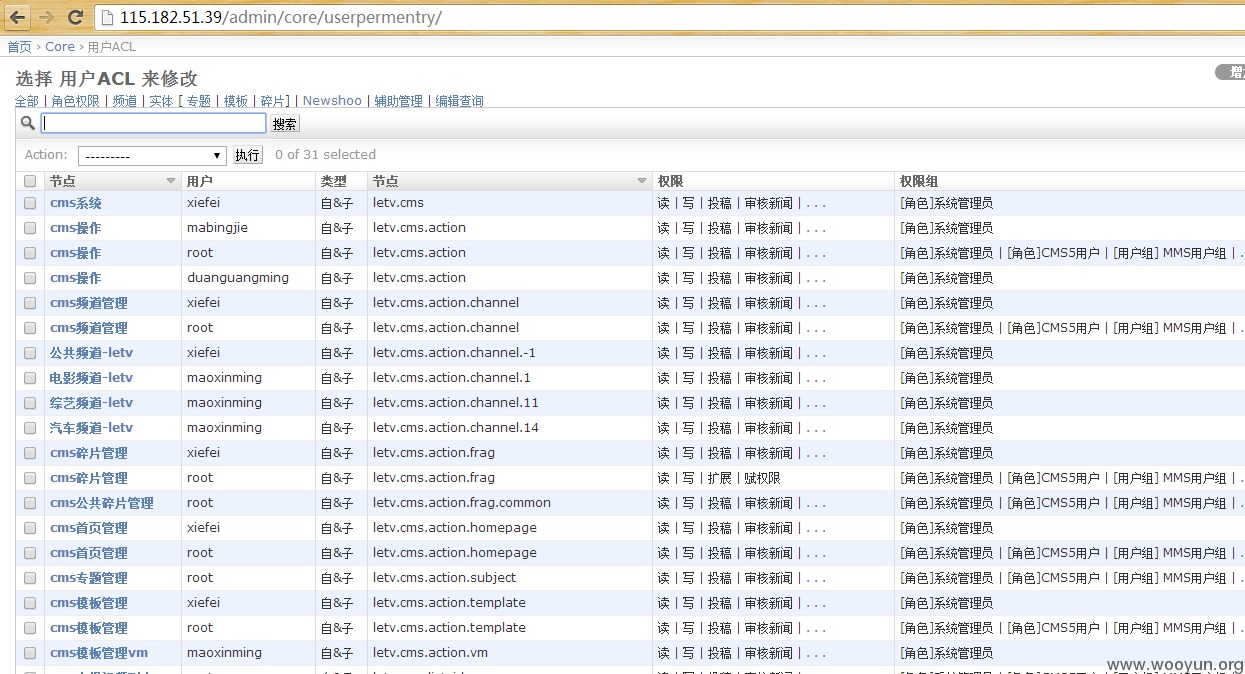 115.182.51.39/admin/core/userpermentry/
首页 › Core › 用户ACL
选择 用户ACL 来修改
全部 | 角色权限 | 频道 | 实体 [ 专题 | 模板 | 碎片] | Newshoo | 辅助管理 | 编辑查询
搜索
Action: --------- 执行 0 of 31 selected
节点 用户 类型 节点 权限 权限组
cms系统 xiefei 自&子 letv.cms 读 | 写 | 投稿 | 审核新闻 | . . . [角色]系统管理员
cms操作 mabingjie 自&子 letv.cms.action 读 | 写 | 投稿 | 审核新闻 | . . . [角色]系统管理员
cms操作 root 自&子 letv.cms.action 读 | 写 | 投稿 | 审核新闻 | . . . [角色]系统管理员 | [角色]CMS5用户 | [用户组] MMS用户组 | .
cms操作 duanguangming 自&子 letv.cms.action 读 | 写 | 投稿 | 审核新闻 | . . . [角色]系统管理员
cms频道管理 xiefei 自&子 letv.cms.action.channel 读 | 写 | 投稿 | 审核新闻 | . . . [角色]系统管理员
cms频道管理 root 自&子 letv.cms.action.channel 读 | 写 | 投稿 | 审核新闻 | . . . [角色]系统管理员 | [角色]CMS5用户 | [用户组] MMS用户组 | .
公共频道-letv xiefei 自&子 letv.cms.action.channel.-1 读 | 写 | 投稿 | 审核新闻 | . . . [角色]系统管理员
电影频道-letv maoxinming 自&子 letv.cms.action.channel.1 读 | 写 | 投稿 | 审核新闻 | . . . [角色]系统管理员
综艺频道-letv maoxinming 自&子 letv.cms.action.channel.11 读 | 写 | 投稿 | 审核新闻 | . . . [角色]系统管理员
汽车频道-letv maoxinming 自&子 letv.cms.action.channel.14 读 | 写 | 投稿 | 审核新闻 | . . . [角色]系统管理员
cms碎片管理 xiefei 自&子 letv.cms.action.frag 读 | 写 | 投稿 | 审核新闻 | . . . [角色]系统管理员
cms碎片管理 root 自&子 letv.cms.action.frag 读 | 写 | 扩展 | 赋权限 [角色]系统管理员 | [角色]CMS5用户 | [用户组] MMS用户组 | .
cms公共碎片管理 root 自&子 letv.cms.action.frag.common 读 | 写 | 投稿 | 审核新闻 | . . . [角色]系统管理员 | [角色]CMS5用户 | [用户组] MMS用户组 | .
cms首页管理 xiefei 自&子 letv.cms.action.homepage 读 | 写 | 投稿 | 审核新闻 | . . . [角色]系统管理员
cms首页管理 root 自&子 letv.cms.action.homepage 读 | 写 | 投稿 | 审核新闻 | . . . [角色]系统管理员 | [角色]CMS5用户 | [用户组] MMS用户组 | .
cms专题管理 root 自&子 letv.cms.action.subject 读 | 写 | 投稿 | 审核新闻 | . . . [角色]系统管理员 | [角色]CMS5用户 | [用户组] MMS用户组 | .
cms模板管理 xiefei 自&子 letv.cms.action.template 读 | 写 | 投稿 | 审核新闻 | . . . [角色]系统管理员
cms模板管理 root 自&子 letv.cms.action.template 读 | 写 | 投稿 | 审核新闻 | . . . [角色]系统管理员 | [角色]CMS5用户 | [用户组] MMS用户组 | .
cms模板管理vm maoxinming 自&子 letv.cms.action.vm 读 | 写 | 投稿 | 审核新闻 | . . . [角色]系统管理员
www.wooyun.org